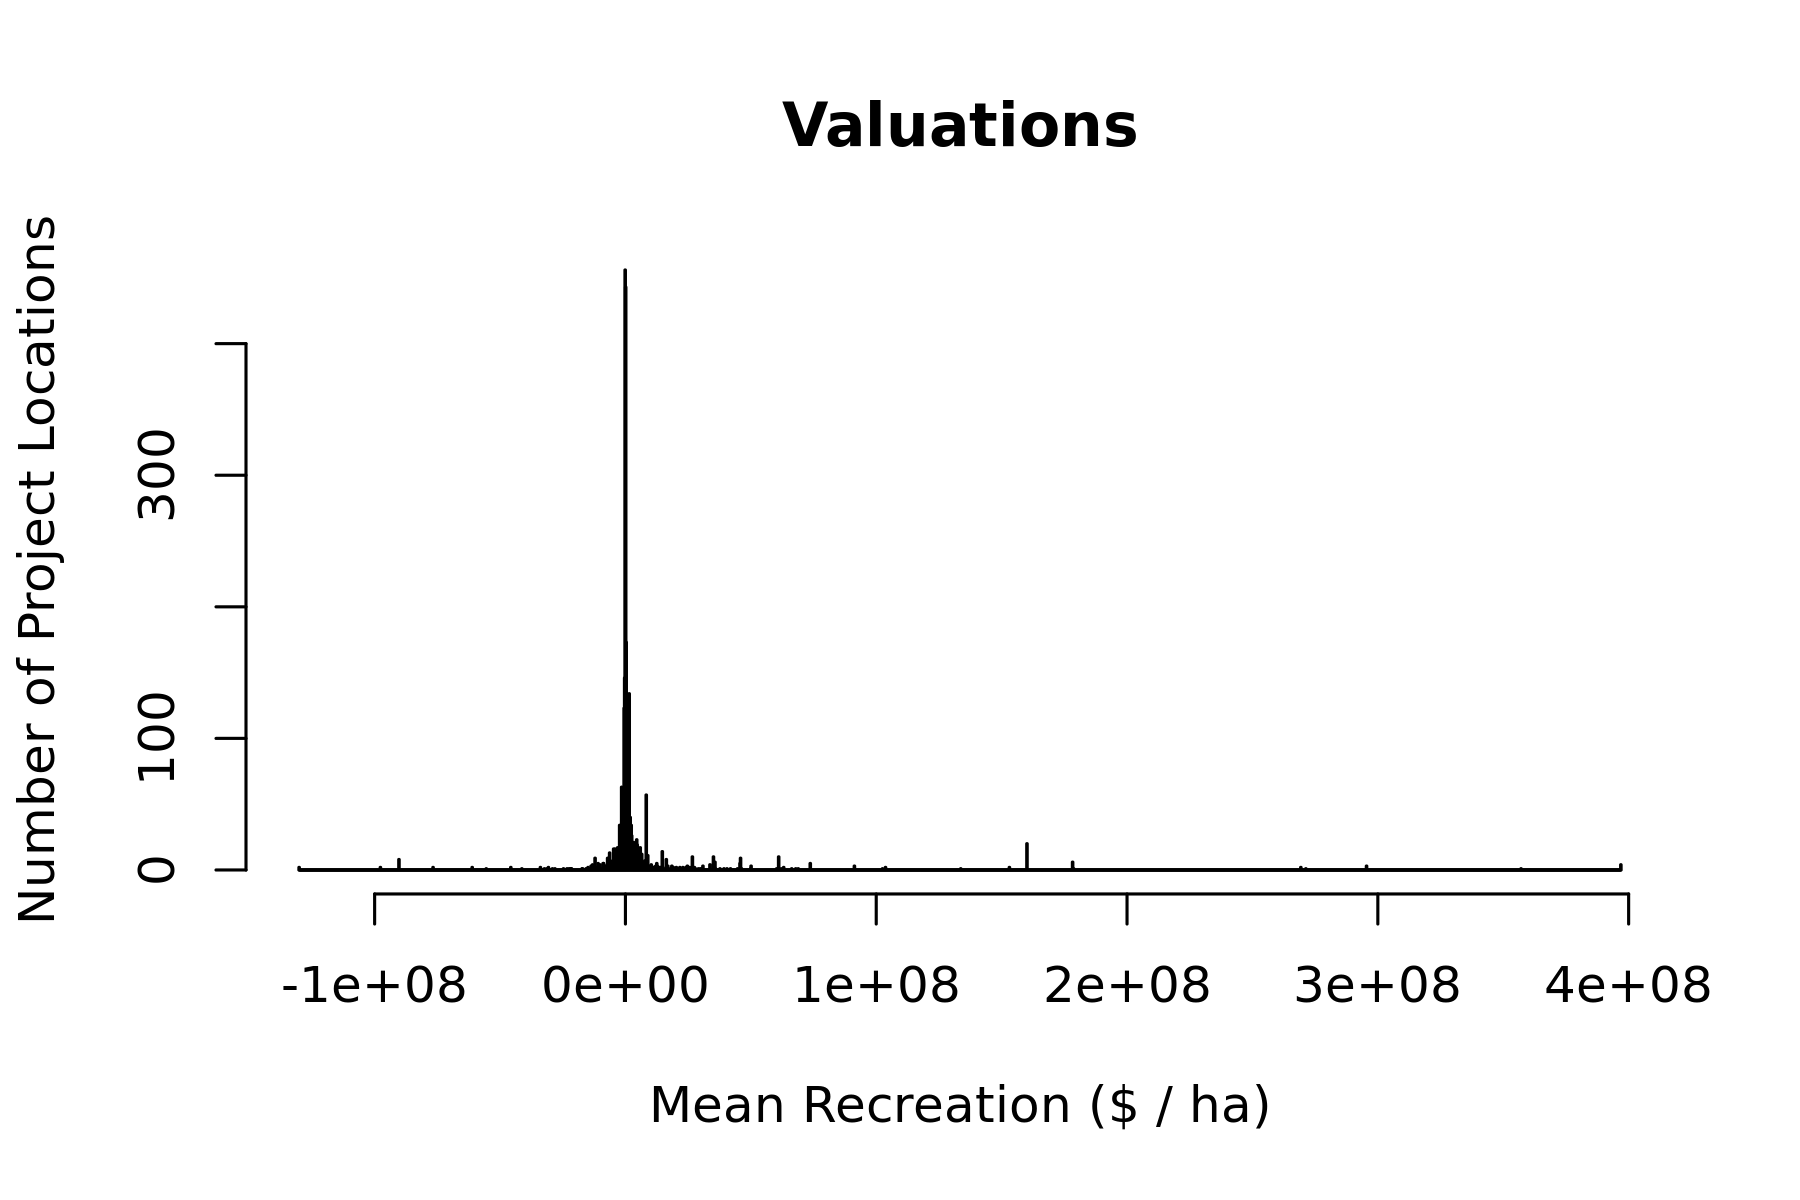 Valuations
Number of Project Locations
300
100
0
-1e+08 0e+00 1e+08 2e+08 3e+08 4e+08
Mean Recreation ($ / ha)